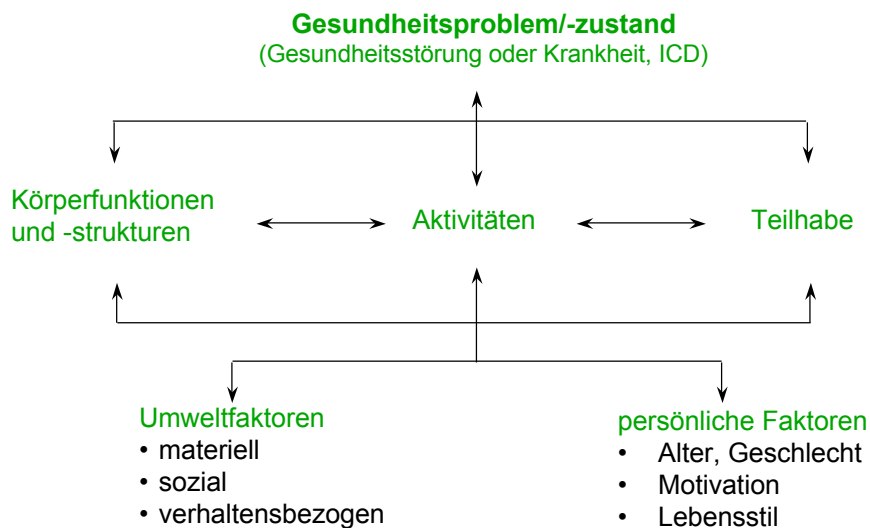 Gesundheitsproblem/-zustand
(Gesundheitsstörung oder Krankheit, ICD)
Körperfunktionen
und -strukturen
Aktivitäten
Teilhabe
Umweltfaktoren
• materiell
• sozial
• verhaltensbezogen
persönliche Faktoren
• Alter, Geschlecht
• Motivation
• Lebensstil